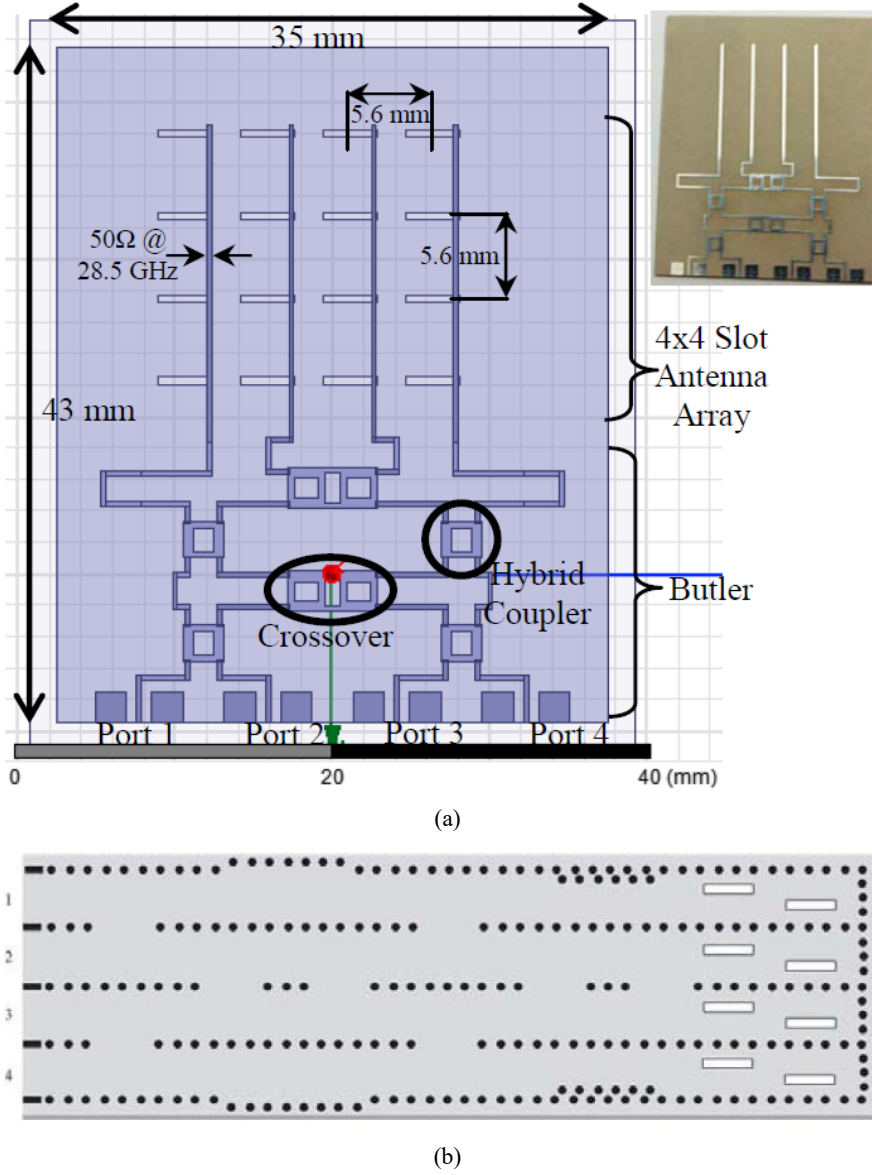 35 mm
5.6 mm
50Ω @
28.5 GHz
5.6 mm
4x4 Slot
Antenna
Array
43 mm
Hybrid
Coupler
Butler
Crossover
Port 1
Port 2
Port 3
Port 4
0
20
40 (mm)
(a)
1
2
3
4
(b)